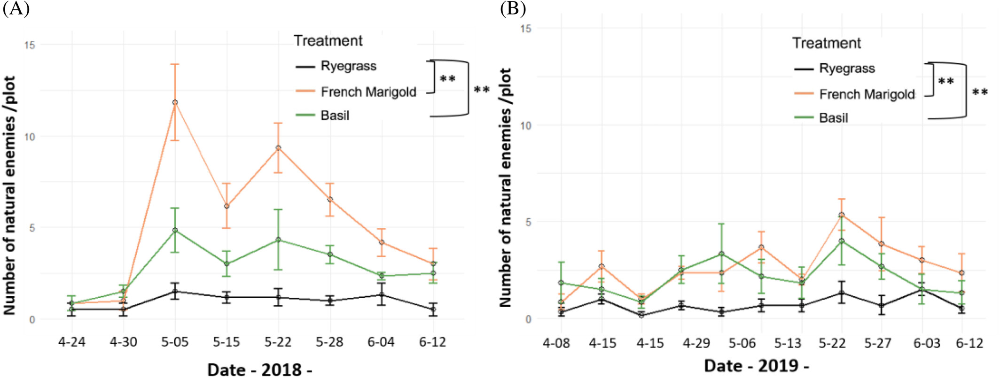 (A)
Number of natural enemies /plot
15
10
5
0
Treatment
Ryegrass
French Marigold
Basil
**
**
4-24 4-30 5-05 5-15 5-22 5-28 6-04 6-12
Date - 2018 -
(B)
Number of natural enemies /plot
15
10
5
0
Treatment
Ryegrass
French Marigold
Basil
**
**
4-08 4-15 4-15 4-29 5-06 5-13 5-22 5-27 6-03 6-12
Date - 2019 -